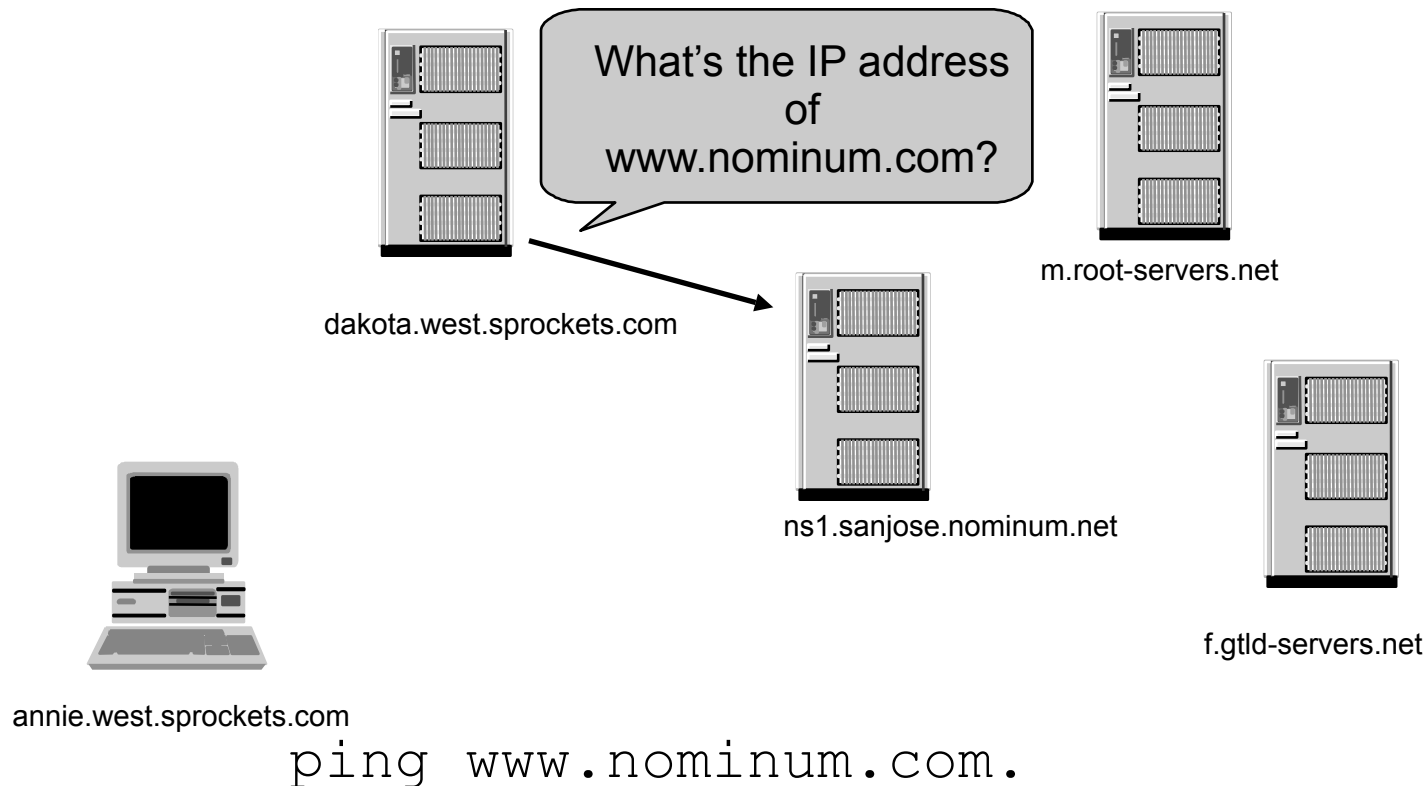 What’s the IP address
of
www.nominum.com?
m.root-servers.net
dakota.west.sprockets.com
ns1.sanjose.nominum.net
f.gtld-servers.net
annie.west.sprockets.com
ping www.nominum.com.